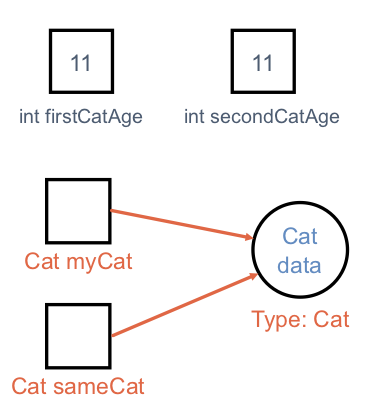 11
11
int firstCatAge
int secondCatAge
Cat
data
Cat myCat
Type: Cat
Cat sameCat